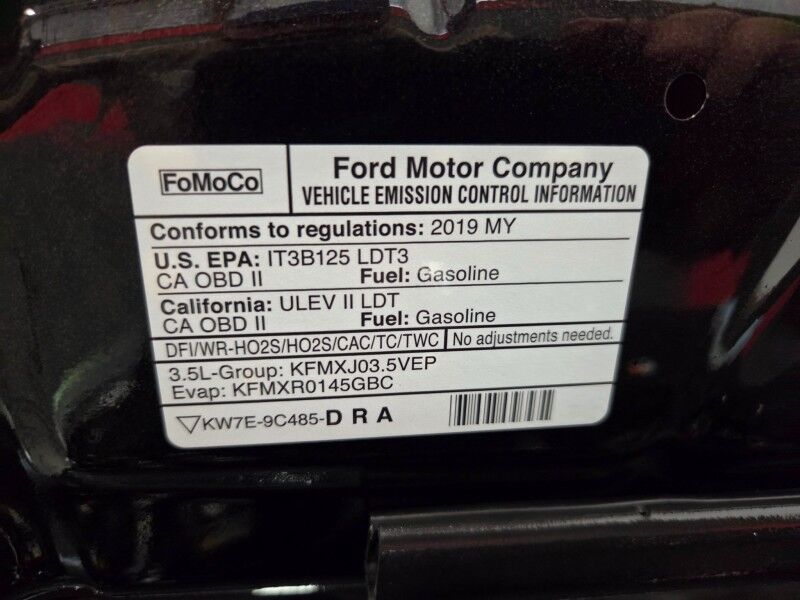 FoMoCo
Ford Motor Company
VEHICLE EMISSION CONTROL INFORMATION
Conforms to regulations: 2019 MY
U.S. EPA: IT3B125 LDT3
CA OBD II Fuel: Gasoline
California: ULEV II LDT
CA OBD II Fuel: Gasoline
DFI/WR-HO2S/HO2S/CAC/TC/TWC No adjustments needed.
3.5L-Group: KFMXJ03.5VEP
Evap: KFMXR0145GBC
KW7E-9C485-D R A